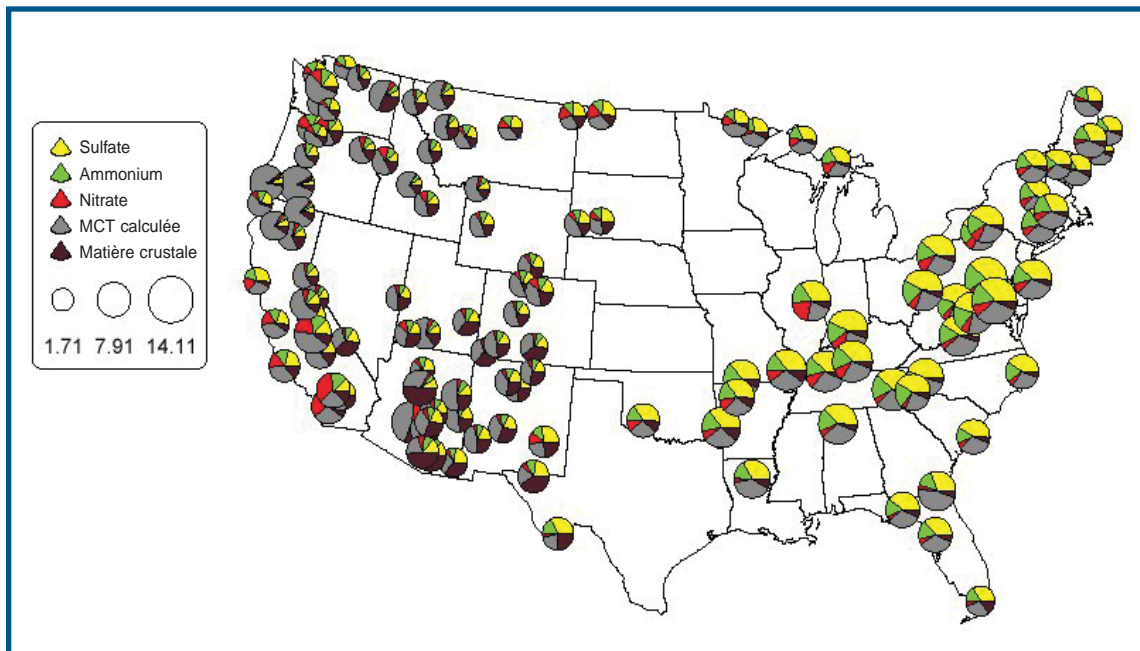 Sulfate
Ammonium
Nitrate
MCT calculée
Matière crustale
1.71 7.91 14.11